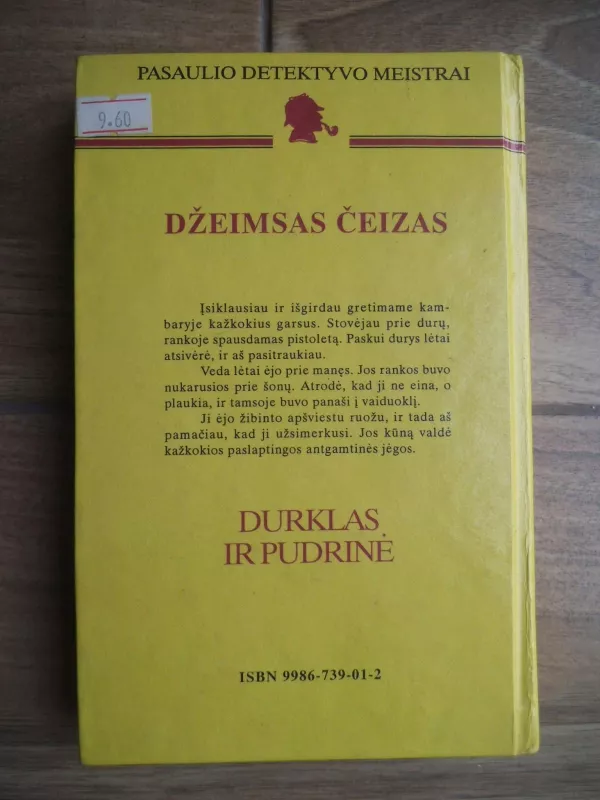 PASAULIO DETEKTYVO MEISTRAI
9.60
DŽEIMSAS ČEIZAS
Įsiklausiau ir išgirdau gretimame kam-
baryje kažkokius garsus. Stovėjau prie durų,
rankoje spausdamas pistoletą. Paskui durys lėtai
atsivėrė, ir aš pasitraukiau.
Veda lėtai ėjo prie manęs. Jos rankos buvo
nukarusios prie šonų. Atrodė, kad ji ne eina, o
plaukia, ir tamsoje buvo panaši į vaiduoklį.
Ji ėjo žibinto apšviestu ruožu, ir tada aš
pamačiau, kad ji užsimerkusi. Jos kūną valdė
kažkokios paslaptingos antgamtinės jėgos.
DURKLAS
IR PUDRINĖ
ISBN 9986-739-01-2